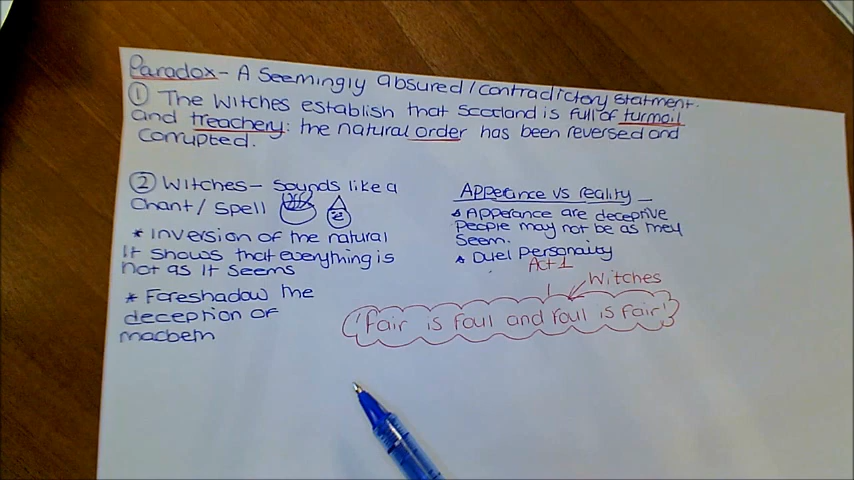 Paradox - A Seemingly absured/contradictory statment.
① The Witches establish that Scotland is full of turmoil
and treachery: the natural order has been reversed and
corrupted.
② Witches - Sounds like a
Chant/Spell
* Inversion of the natural
It shows that everything is
not as it seems
* Foreshadow the
deception of
macbeth
Apperance vs reality
* Apperance are deceptive
People may not be as they
Seem.
* Duel Personality
Act 1
Witches
'Fair is foul and foul is fair'